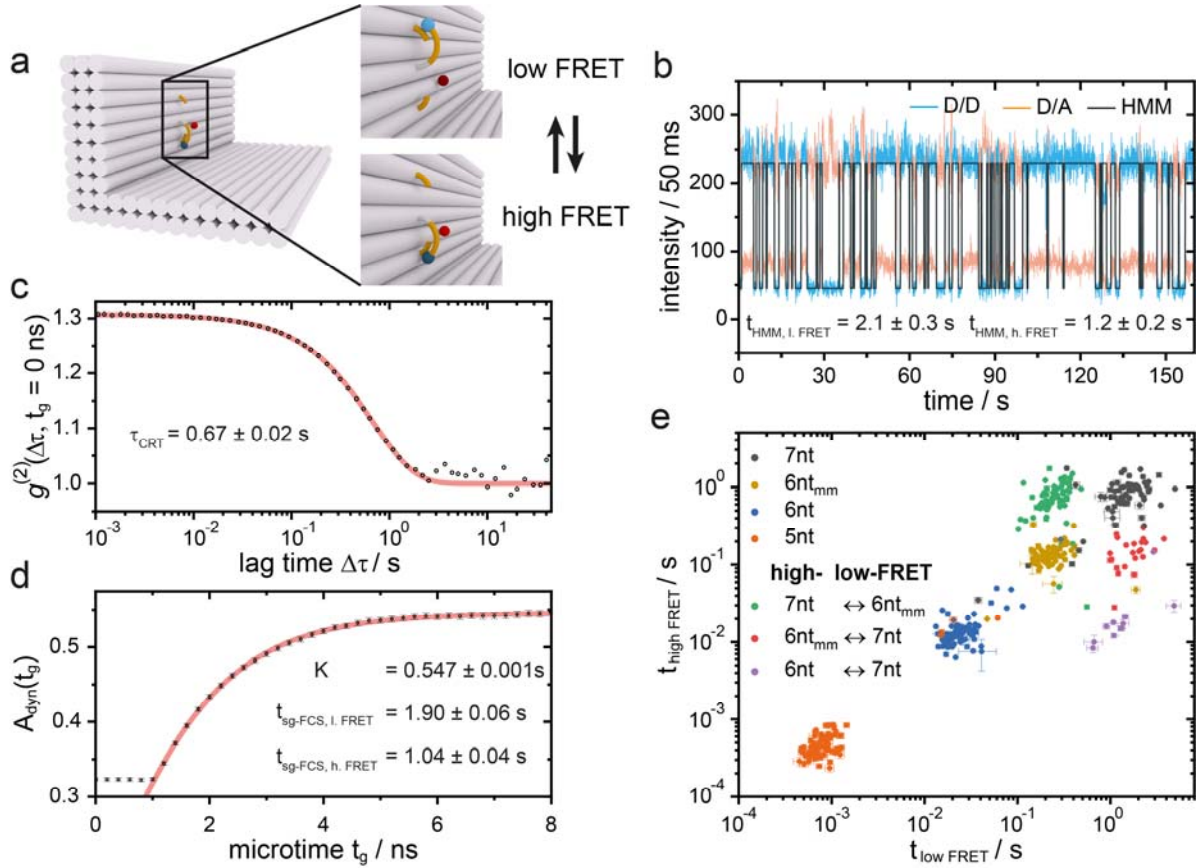 a
low FRET
high FRET
b
D/D
D/A
HMM
intensity / 50 ms
300
200
100
0
t_HMM, l. FRET = 2.1 ± 0.3 s
t_HMM, h. FRET = 1.2 ± 0.2 s
0 30 60 90 120 150
time / s
c
g^(2)(Δτ, t_g = 0 ns)
1.3
1.2
1.1
1.0
τ_CRT = 0.67 ± 0.02 s
10^-3 10^-2 10^-1 10^0 10^1
lag time Δτ / s
d
A_dyn(t_g)
0.5
0.4
0.3
K = 0.547 ± 0.001s
t_sg-FCS, l. FRET = 1.90 ± 0.06 s
t_sg-FCS, h. FRET = 1.04 ± 0.04 s
0 2 4 6 8
microtime t_g / ns
e
t_high FRET / s
10^0
10^-1
10^-2
10^-3
10^-4
7nt
6nt_mm
6nt
5nt
high- low-FRET
7nt ↔ 6nt_mm
6nt_mm ↔ 7nt
6nt ↔ 7nt
10^-4 10^-3 10^-2 10^-1 10^0
t_low FRET / s